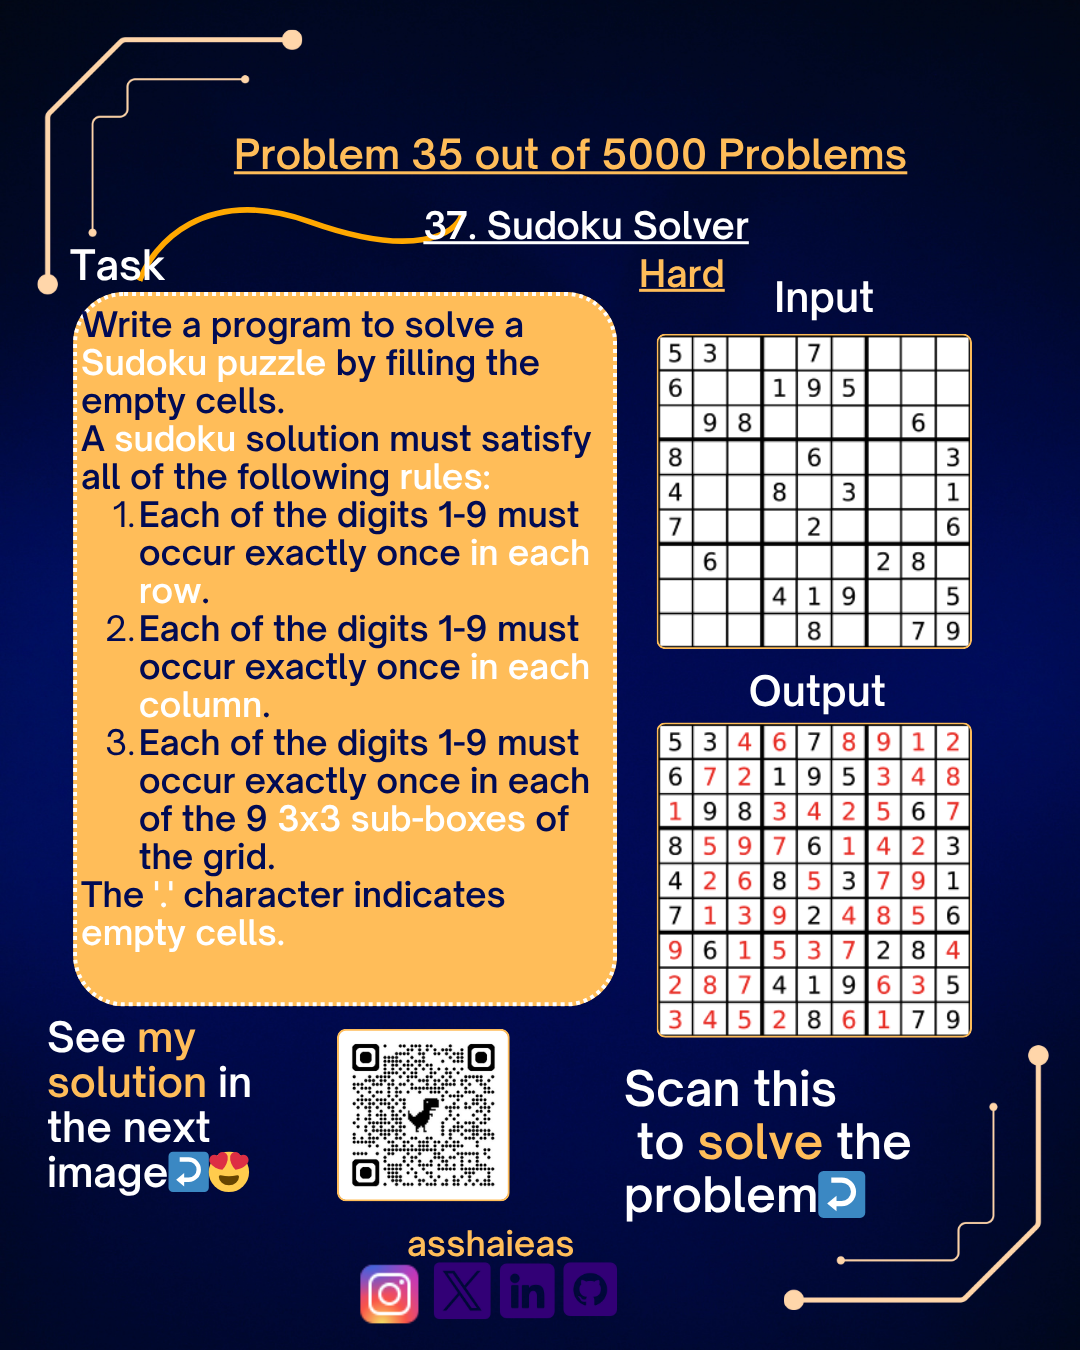 Problem 35 out of 5000 Problems
37. Sudoku Solver
Hard
Task
Write a program to solve a
Sudoku puzzle by filling the
empty cells.
A sudoku solution must satisfy
all of the following rules:
1. Each of the digits 1-9 must
occur exactly once in each
row.
2. Each of the digits 1-9 must
occur exactly once in each
column.
3. Each of the digits 1-9 must
occur exactly once in each
of the 9 3x3 sub-boxes of
the grid.
The '.' character indicates
empty cells.
Input
5 3 7
6 1 9 5
9 8 6
8 6 3
4 8 3 1
7 2 6
6 2 8
4 1 9 5
8 7 9
Output
5 3 4 6 7 8 9 1 2
6 7 2 1 9 5 3 4 8
1 9 8 3 4 2 5 6 7
8 5 9 7 6 1 4 2 3
4 2 6 8 5 3 7 9 1
7 1 3 9 2 4 8 5 6
9 6 1 5 3 7 2 8 4
2 8 7 4 1 9 6 3 5
3 4 5 2 8 6 1 7 9
See my
solution in
the next
image
Scan this
to solve the
problem
asshaieas
in